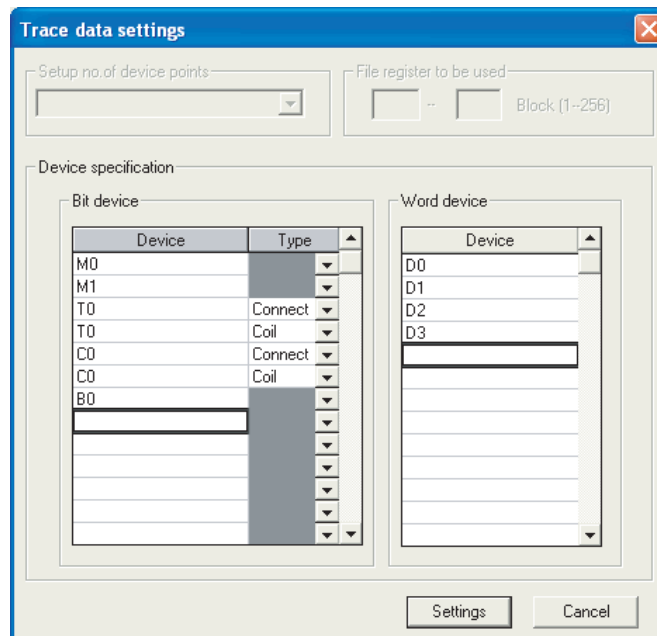 Trace data settings
Setup no.of device points
File register to be used
-- Block (1--256)
Device specification
Bit device
Word device
Device Type
Device
M0
M1
T0 Connect
T0 Coil
C0 Connect
C0 Coil
B0
D0
D1
D2
D3
Settings Cancel